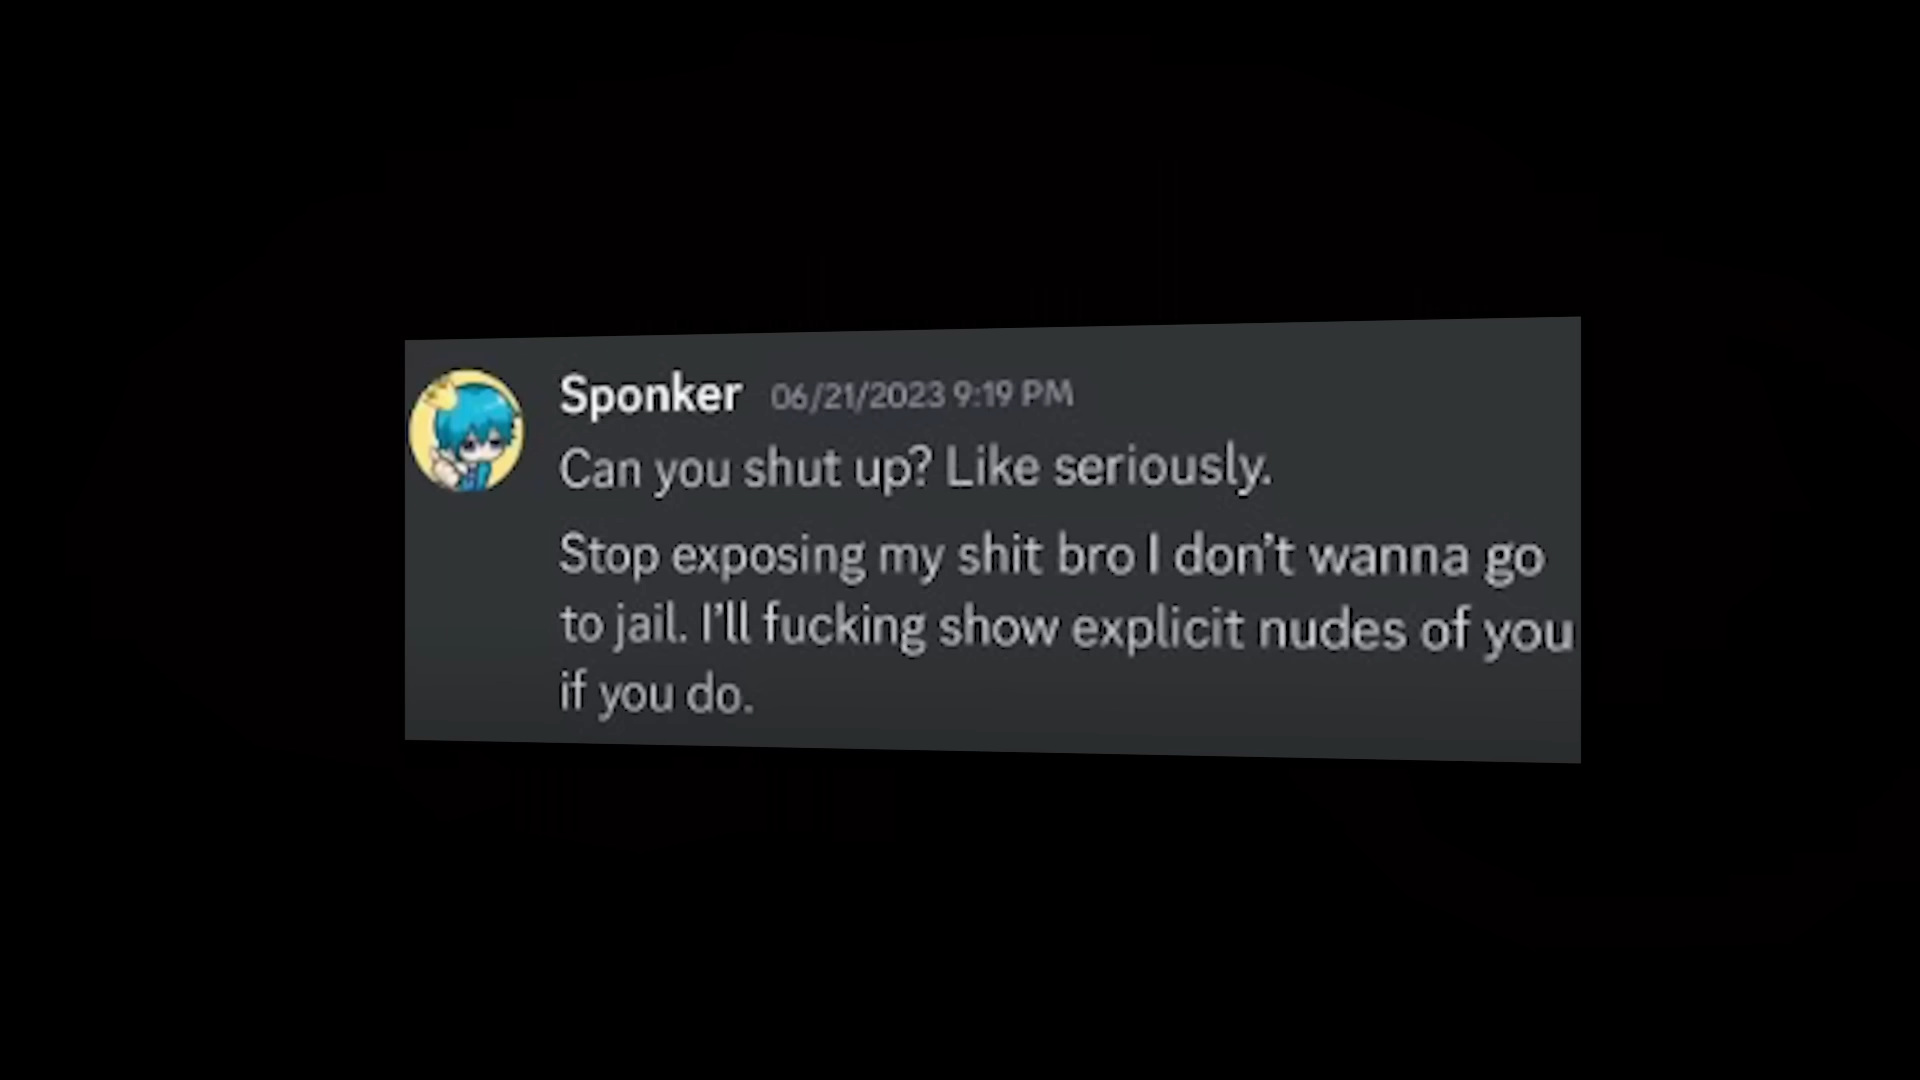 Sponker 06/21/2023 9:19 PM
Can you shut up? Like seriously.
Stop exposing my shit bro I don't wanna go
to jail. I'll fucking show explicit nudes of you
if you do.